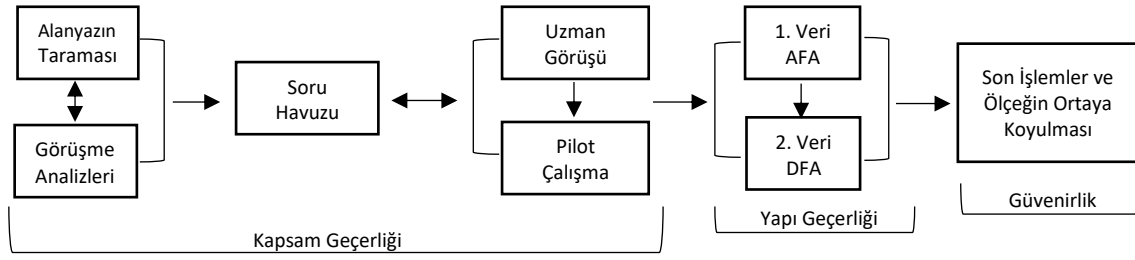 Alanyazın
Taraması
Görüşme
Analizleri
Soru
Havuzu
Uzman
Görüşü
Pilot
Çalışma
1. Veri
AFA
2. Veri
DFA
Son İşlemler ve
Ölçeğin Ortaya
Koyulması
Kapsam Geçerliği
Yapı Geçerliği
Güvenirlik